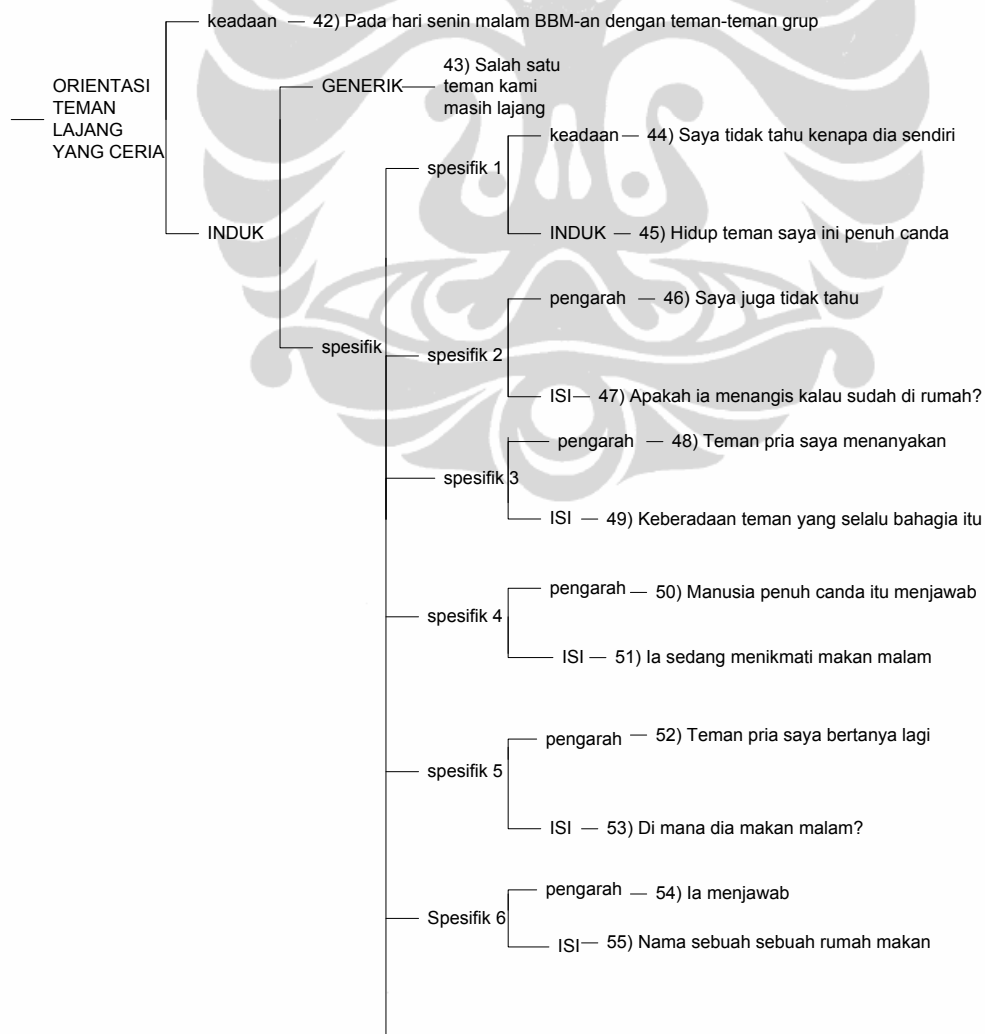 keadaan
42) Pada hari senin malam BBM-an dengan teman-teman grup
ORIENTASI
TEMAN
LAJANG
YANG CERIA
GENERIK
43) Salah satu
teman kami
masih lajang
keadaan
44) Saya tidak tahu kenapa dia sendiri
spesifik 1
INDUK
INDUK
45) Hidup teman saya ini penuh canda
pengarah
46) Saya juga tidak tahu
spesifik
spesifik 2
ISI
47) Apakah ia menangis kalau sudah di rumah?
pengarah
48) Teman pria saya menanyakan
spesifik 3
ISI
49) Keberadaan teman yang selalu bahagia itu
pengarah
50) Manusia penuh canda itu menjawab
spesifik 4
ISI
51) Ia sedang menikmati makan malam
pengarah
52) Teman pria saya bertanya lagi
spesifik 5
ISI
53) Di mana dia makan malam?
pengarah
54) Ia menjawab
Spesifik 6
ISI
55) Nama sebuah sebuah rumah makan